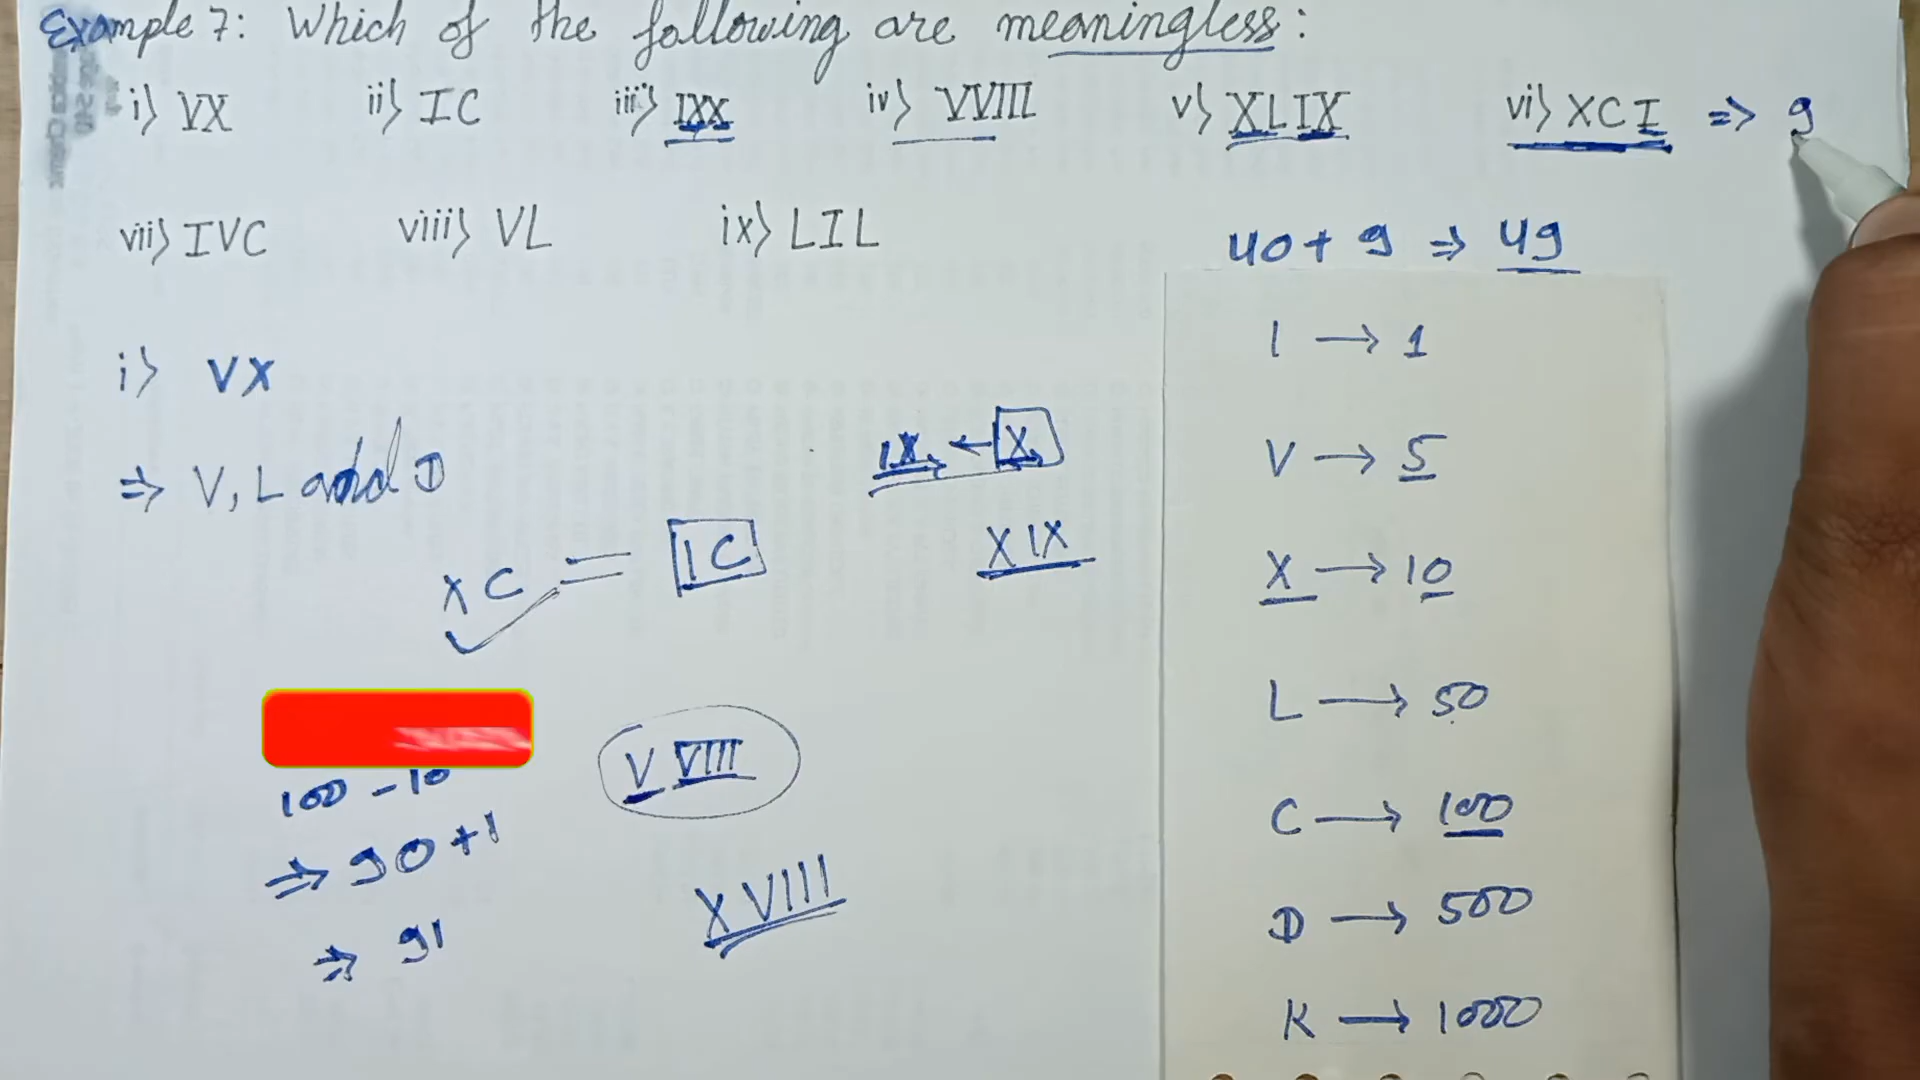 Example 7: Which of the following are meaningless:
i) VX ii) IC iii) IXX iv) VVIII v) XLIX vi) XCI => 9
vii) IVC viii) VL ix) LIL
40 + 9 => 49
i) VX
=> V, L and D
IX ← X
XC = IC
XIX
100 - 10
=> 90 + 1
=> 91
V VIII
XVIII
I → 1
V → 5
X → 10
L → 50
C → 100
D → 500
K → 1000